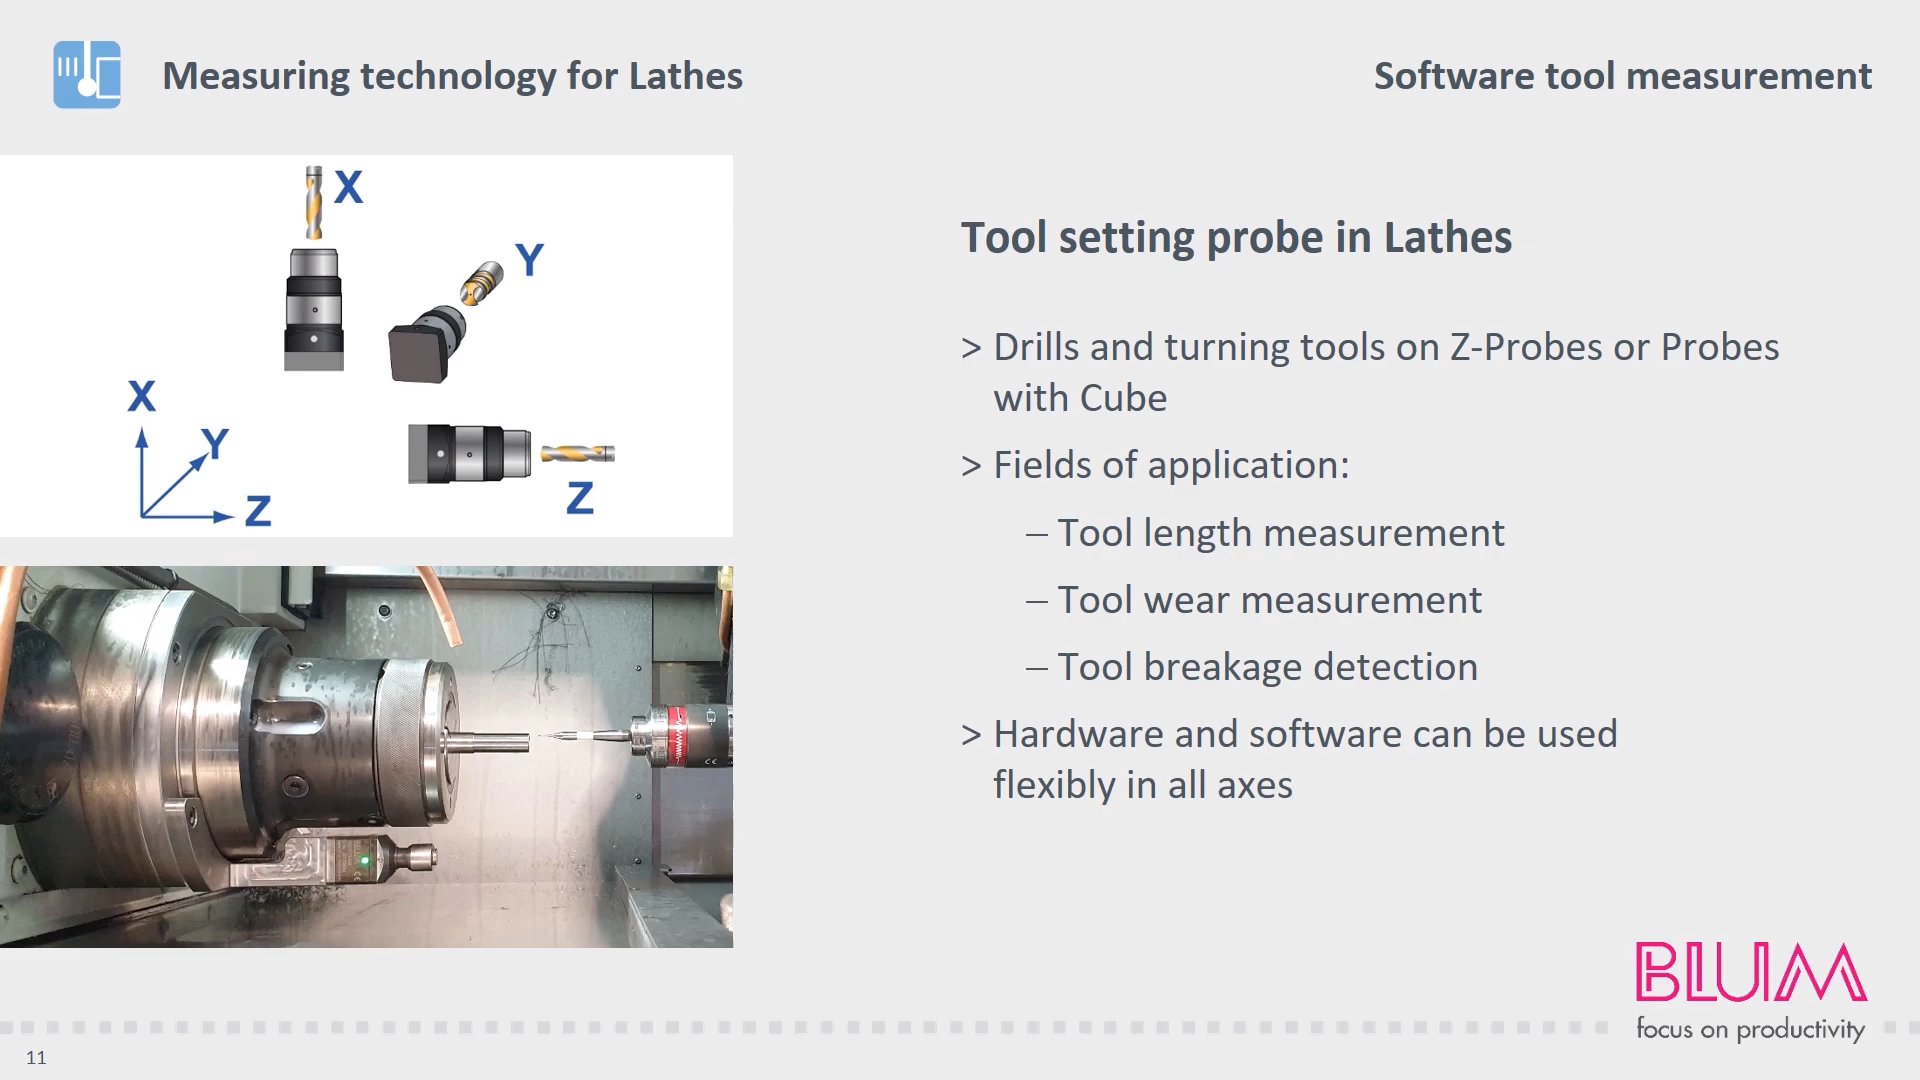 Measuring technology for Lathes
Software tool measurement
X
Y
Z
X
Y
Z
Tool setting probe in Lathes
> Drills and turning tools on Z-Probes or Probes
with Cube
> Fields of application:
– Tool length measurement
– Tool wear measurement
– Tool breakage detection
> Hardware and software can be used
flexibly in all axes
BLUM
focus on productivity
11